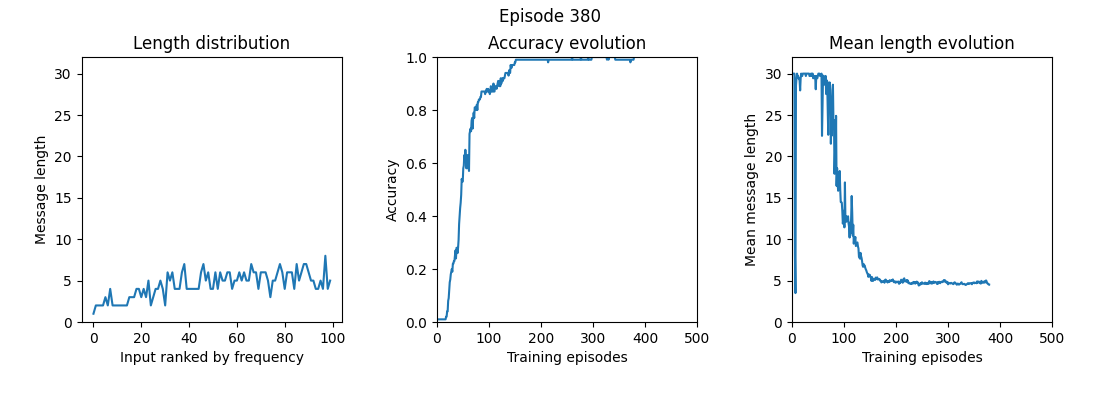 Episode 380
Length distribution
Message length
30
25
20
15
10
5
0
0 20 40 60 80 100
Input ranked by frequency
Accuracy evolution
Accuracy
1.0
0.8
0.6
0.4
0.2
0.0
0 100 200 300 400 500
Training episodes
Mean length evolution
Mean message length
30
25
20
15
10
5
0
0 100 200 300 400 500
Training episodes